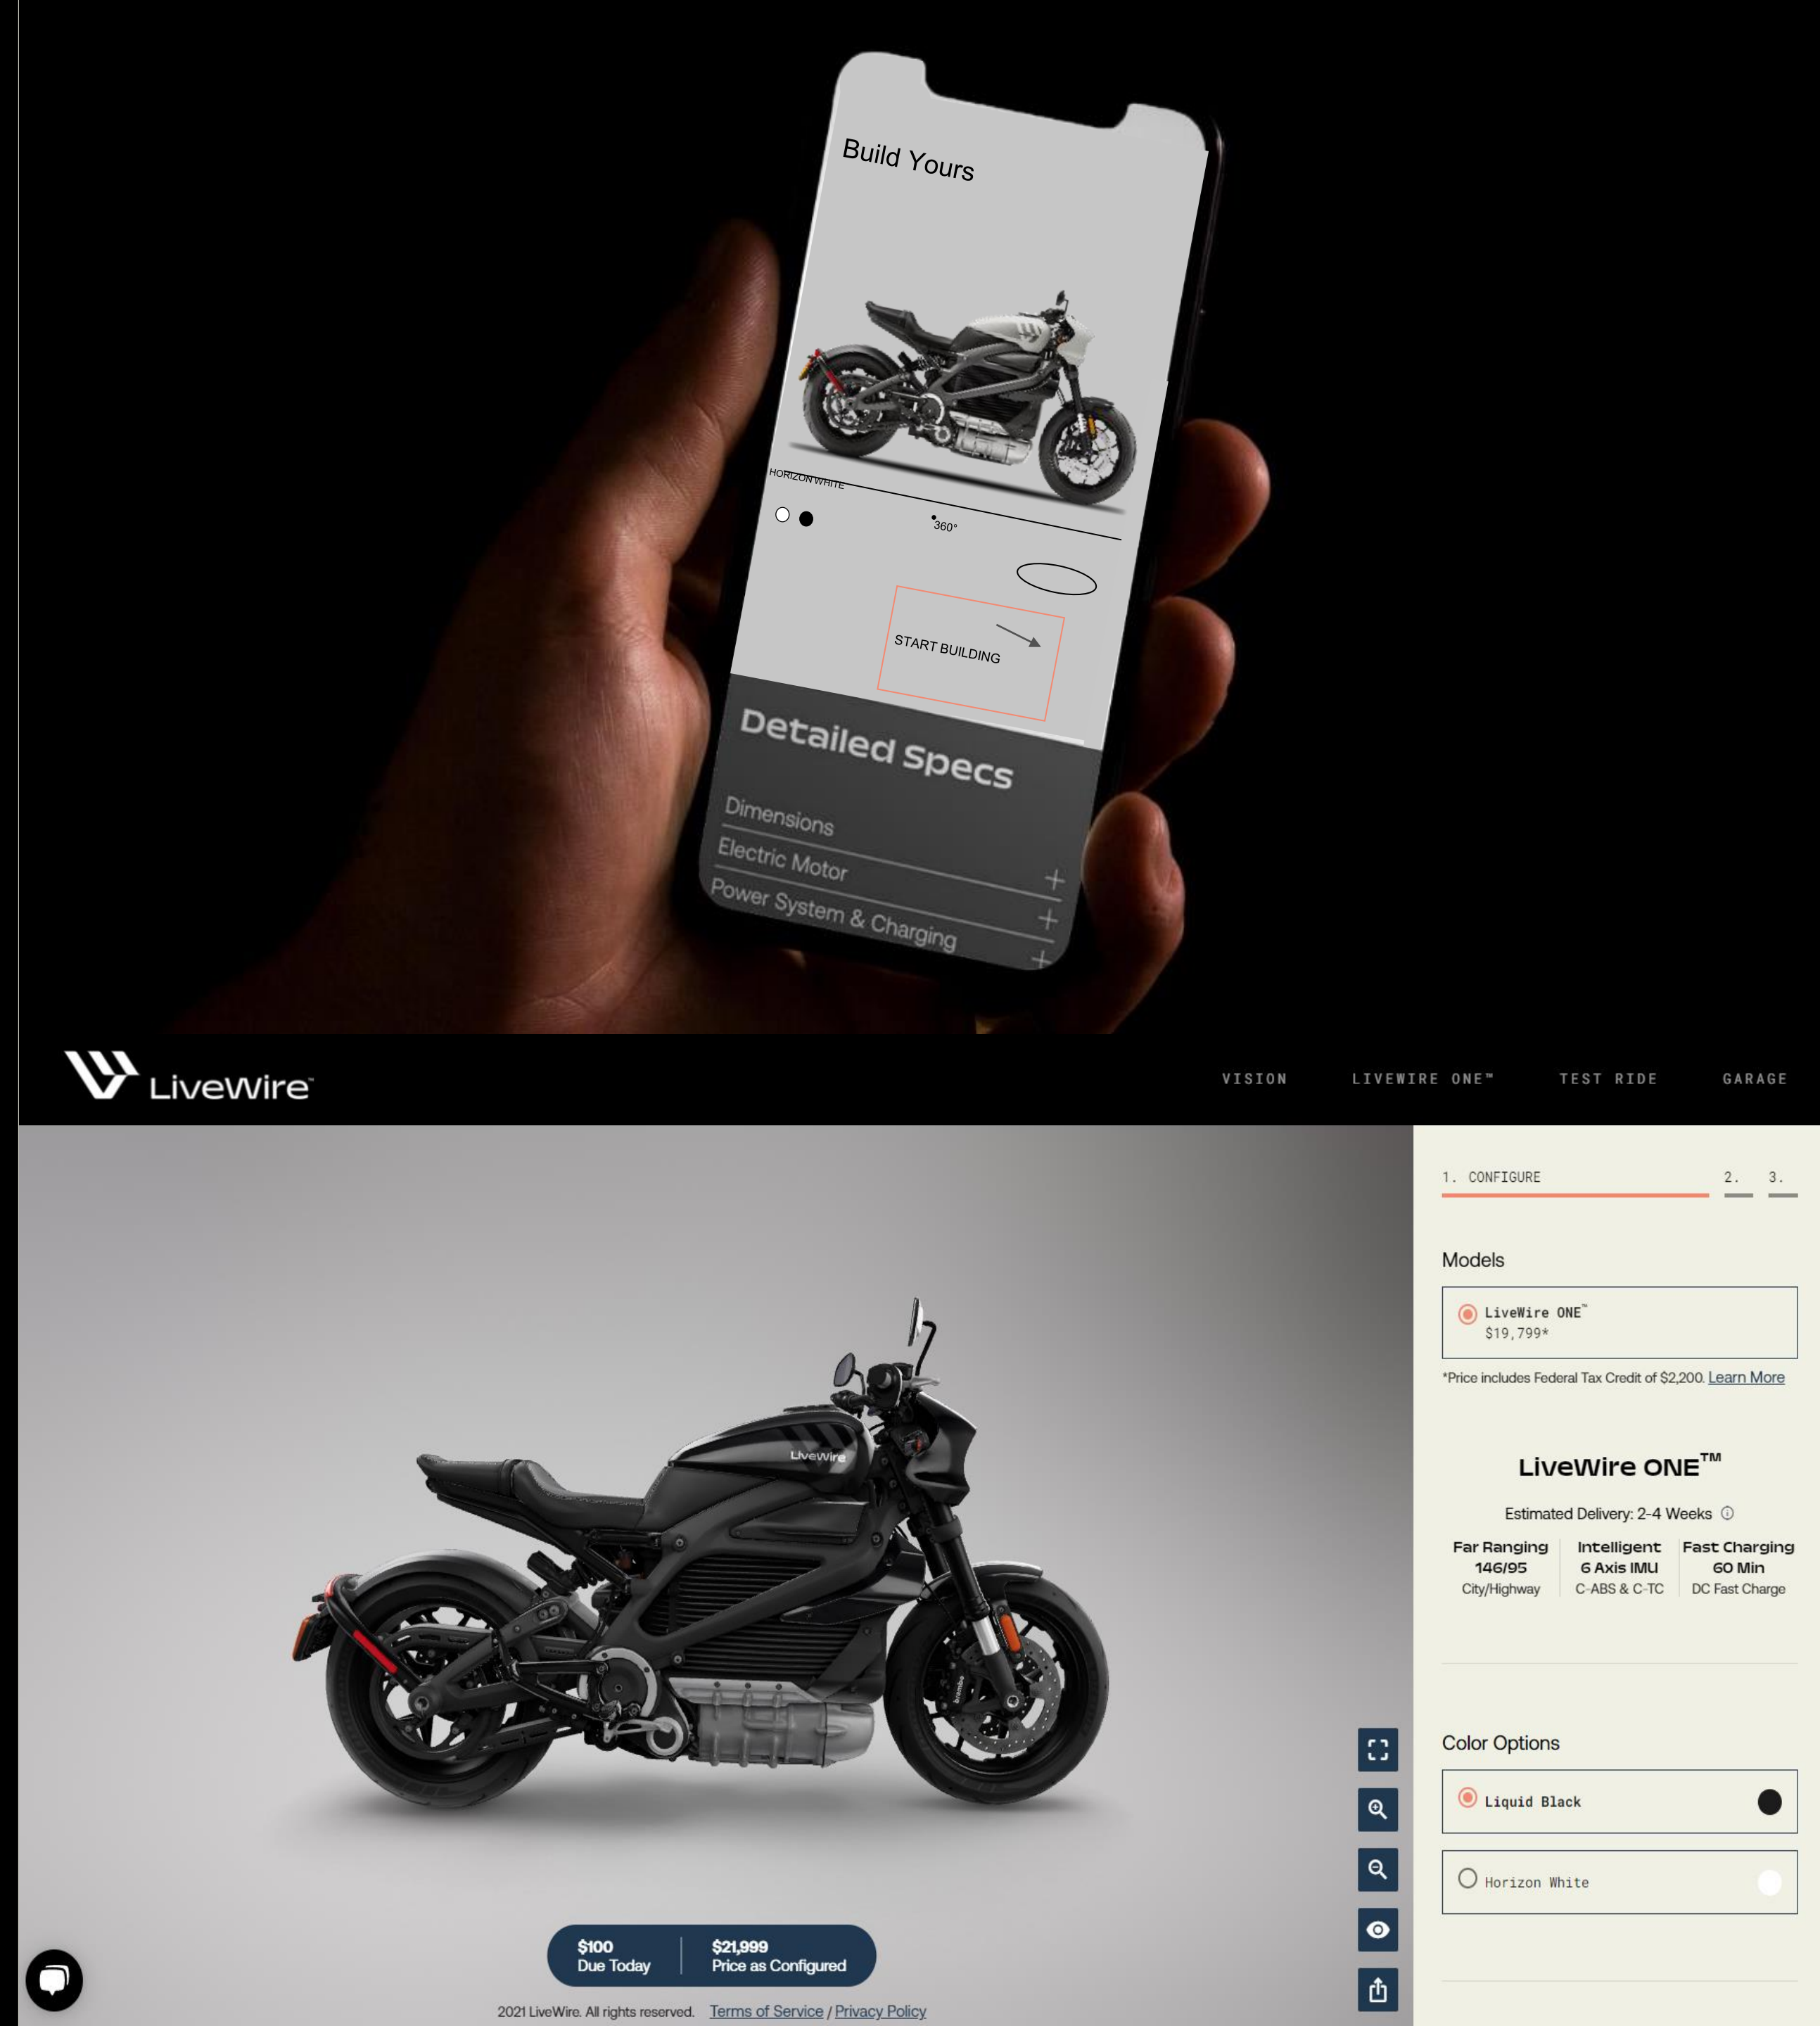 Build Yours
HORIZON WHITE
360°
START BUILDING
Detailed Specs
Dimensions
Electric Motor
+
Power System & Charging
+
+
LiveWire™
VISION
LIVEWIRE ONE™
TEST RIDE
GARAGE
1. CONFIGURE
2.
3.
Models
LiveWire ONE™
$19,799*
*Price includes Federal Tax Credit of $2,200. Learn More
LiveWire ONE™
Estimated Delivery: 2-4 Weeks
Far Ranging
146/95
City/Highway
Intelligent
6 Axis IMU
C-ABS & C-TC
Fast Charging
60 Min
DC Fast Charge
LiveWire
brembo
Color Options
Liquid Black
Horizon White
$100
Due Today
$21,999
Price as Configured
2021 LiveWire. All rights reserved. Terms of Service / Privacy Policy